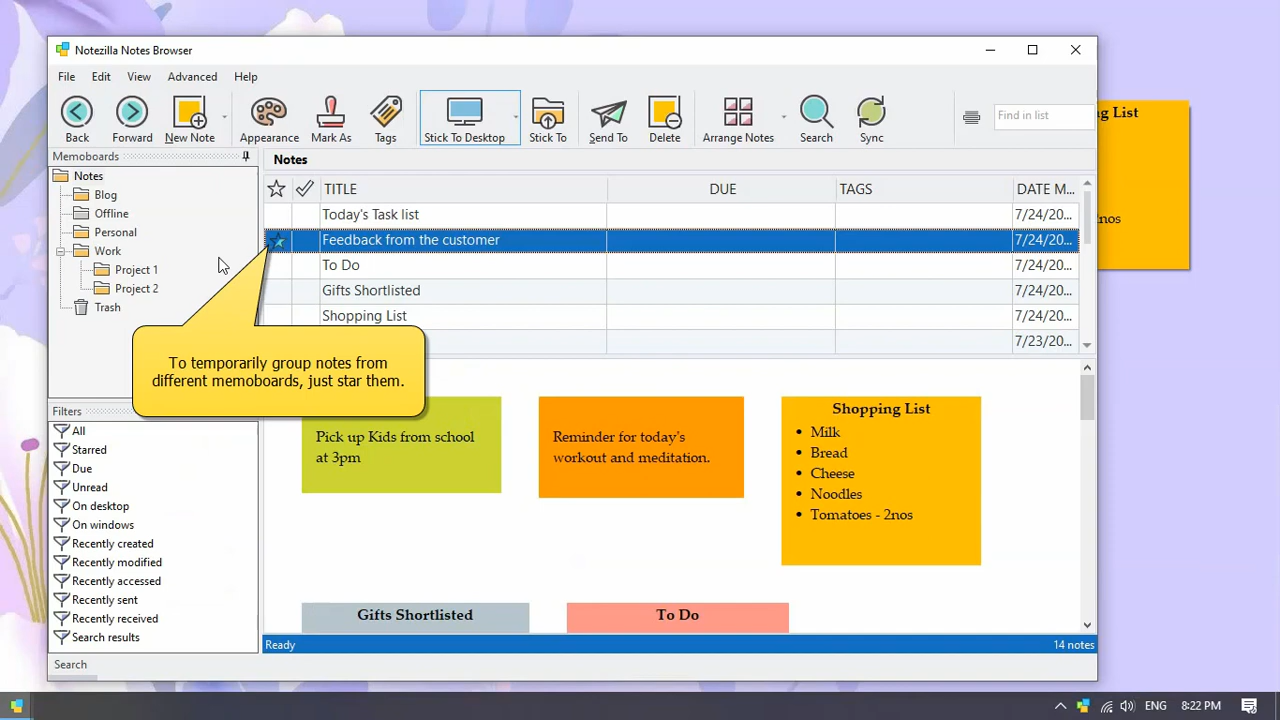 Notezilla Notes Browser
File Edit View Advanced Help
Back Forward New Note Appearance Mark As Tags Stick To Desktop Stick To Send To Delete Arrange Notes Search Sync Find in list
Memoboards
Notes
Blog
Offline
Personal
Work
Project 1
Project 2
Trash
Notes
TITLE DUE TAGS DATE M...
Today's Task list 7/24/20...
Feedback from the customer 7/24/20...
To Do 7/24/20...
Gifts Shortlisted 7/24/20...
Shopping List 7/24/20...
7/23/20...
To temporarily group notes from
different memoboards, just star them.
Filters
All
Starred
Due
Unread
On desktop
On windows
Recently created
Recently modified
Recently accessed
Recently sent
Recently received
Search results
Pick up Kids from school
at 3pm
Reminder for today's
workout and meditation.
Shopping List
• Milk
• Bread
• Cheese
• Noodles
• Tomatoes - 2nos
Gifts Shortlisted
To Do
Ready 14 notes
Search
g List
nos
ENG 8:22 PM